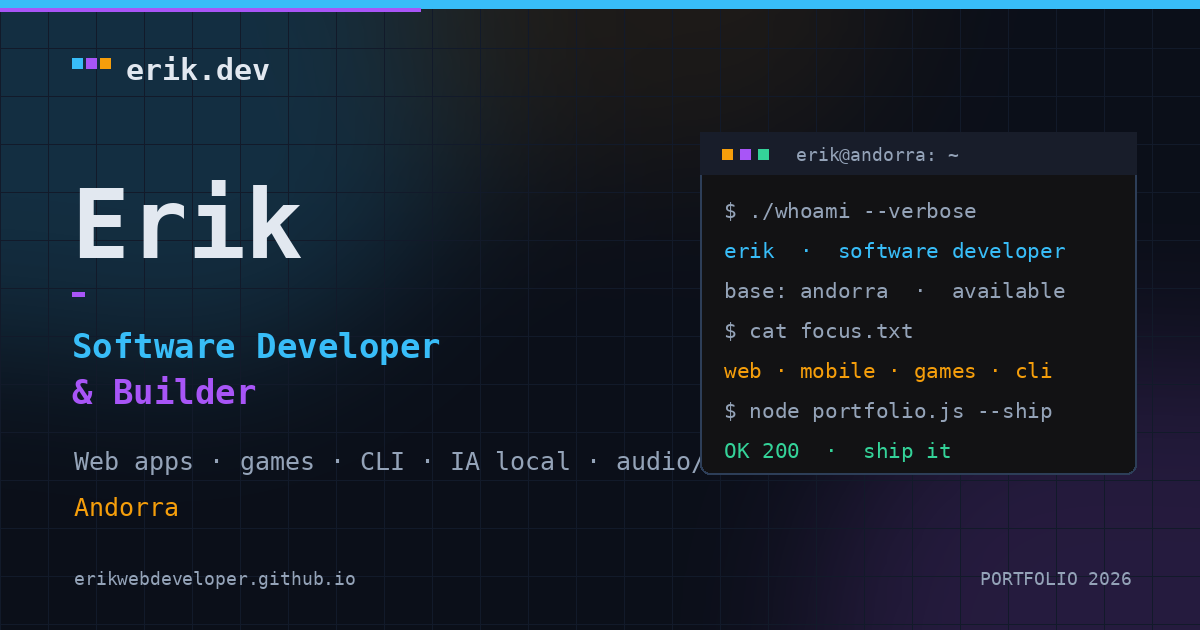 erik.dev
Erik
Software Developer
& Builder
Web apps · games · CLI · IA local · audio/
Andorra
erikwebdeveloper.github.io
erik@andorra: ~
$ ./whoami --verbose
erik · software developer
base: andorra · available
$ cat focus.txt
web · mobile · games · cli
$ node portfolio.js --ship
OK 200 · ship it
PORTFOLIO 2026